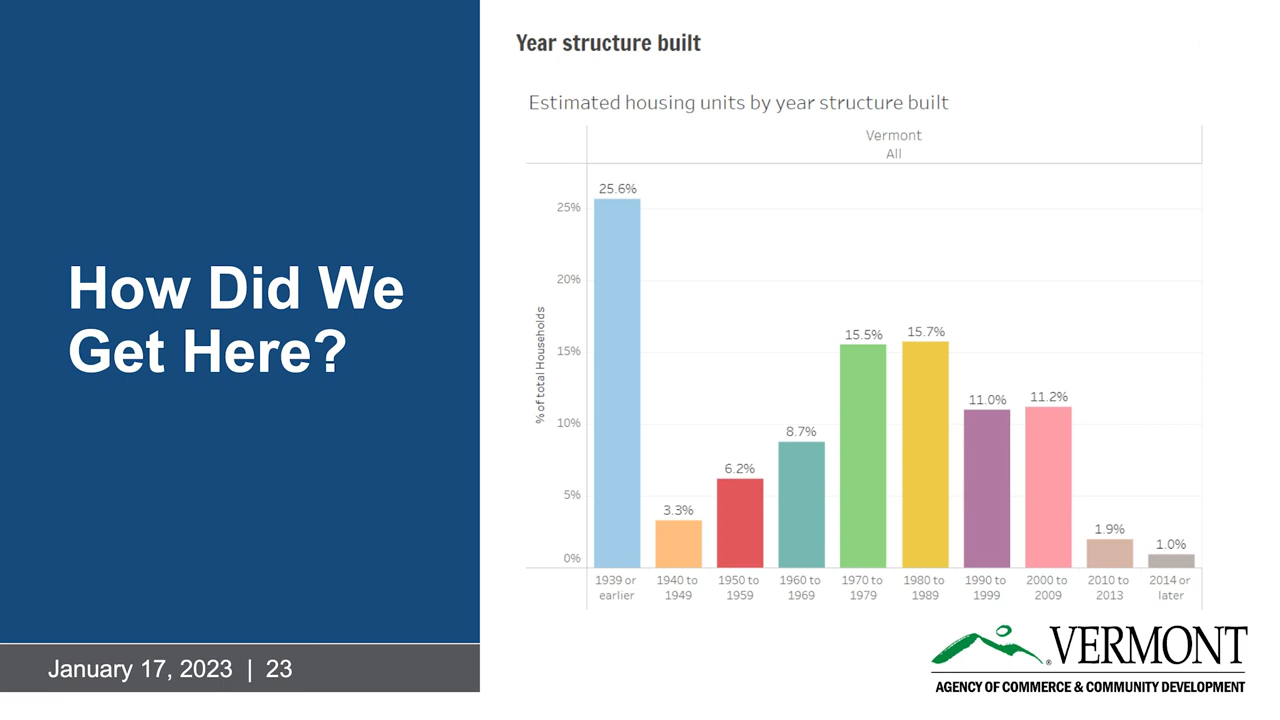 How Did We
Get Here?
January 17, 2023 | 23
Year structure built
Estimated housing units by year structure built
Vermont
All
% of total Households
25%
20%
15%
10%
5%
0%
25.6%
3.3%
6.2%
8.7%
15.5%
15.7%
11.0%
11.2%
1.9%
1.0%
1939 or
earlier
1940 to
1949
1950 to
1959
1960 to
1969
1970 to
1979
1980 to
1989
1990 to
1999
2000 to
2009
2010 to
2013
2014 or
later
® VERMONT
AGENCY OF COMMERCE & COMMUNITY DEVELOPMENT